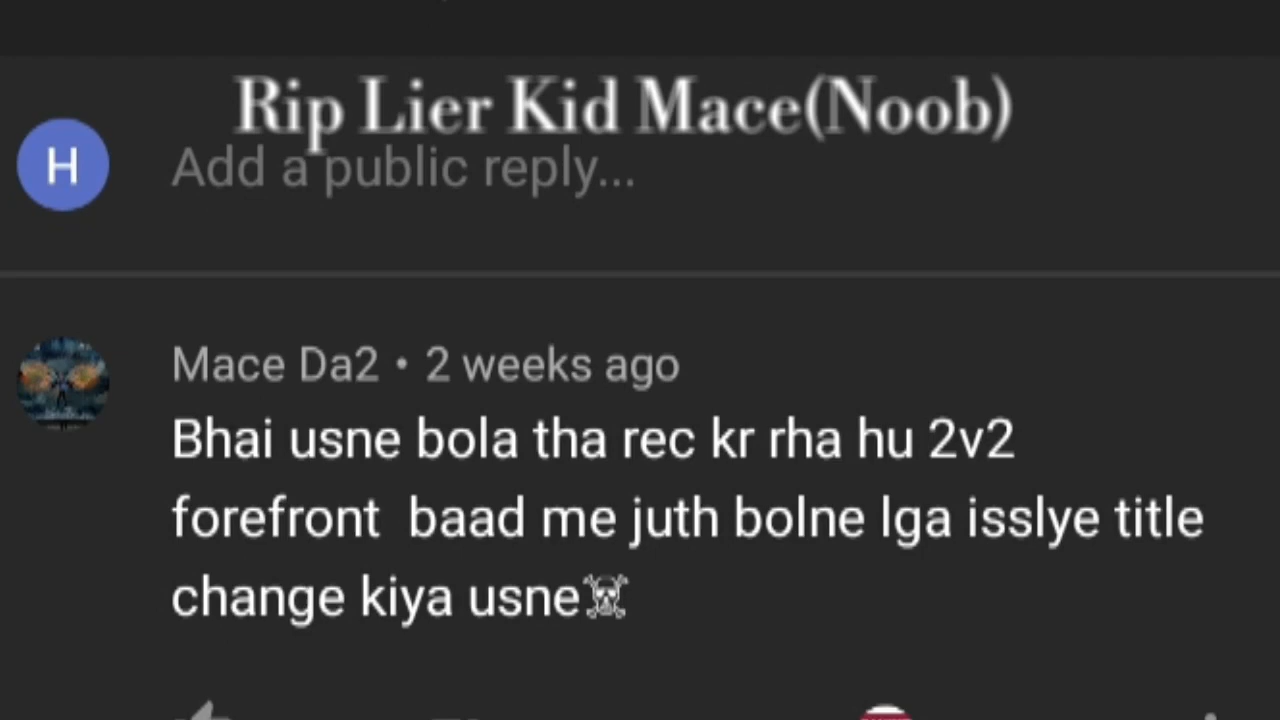 Rip Lier Kid Mace(Noob)
H
Add a public reply...
Mace Da2 • 2 weeks ago
Bhai usne bola tha rec kr rha hu 2v2
forefront baad me juth bolne lga isslye title
change kiya usne☠